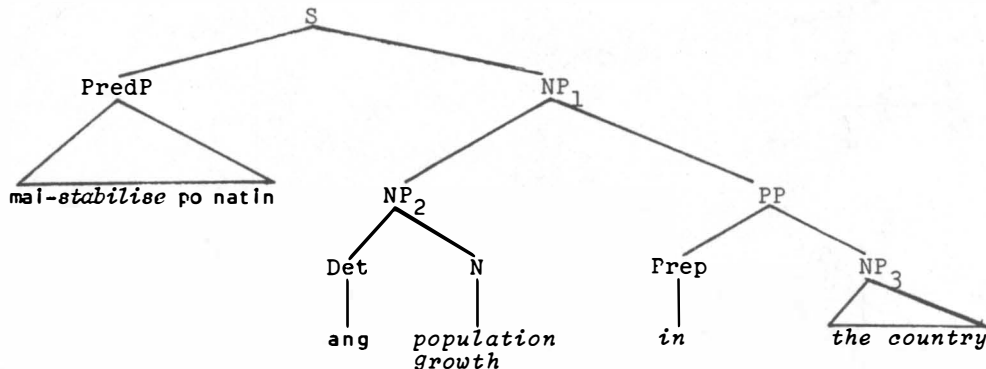 S
PredP NP1
mai-stabilise po natin
NP2 PP
Det N Prep NP3
ang population in the country
growth